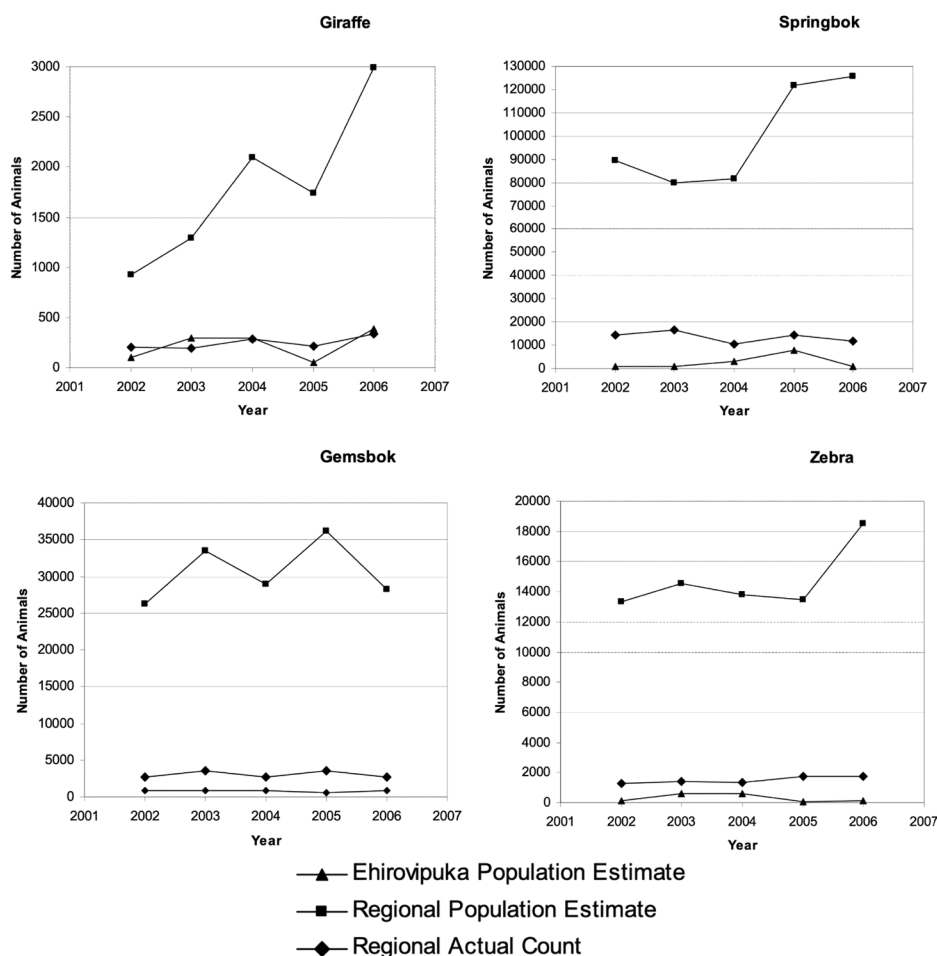 Giraffe
3000
2500
2000
1500
1000
500
0
2001 2002 2003 2004 2005 2006 2007
Number of Animals
Year
Springbok
130000
120000
110000
100000
90000
80000
70000
60000
50000
40000
30000
20000
10000
0
2001 2002 2003 2004 2005 2006 2007
Number of Animals
Year
Gemsbok
40000
35000
30000
25000
20000
15000
10000
5000
0
2001 2002 2003 2004 2005 2006 2007
Number of Animals
Year
Zebra
20000
18000
16000
14000
12000
10000
8000
6000
4000
2000
0
2001 2002 2003 2004 2005 2006 2007
Number of Animals
Year
Ehirovipuka Population Estimate
Regional Population Estimate
Regional Actual Count